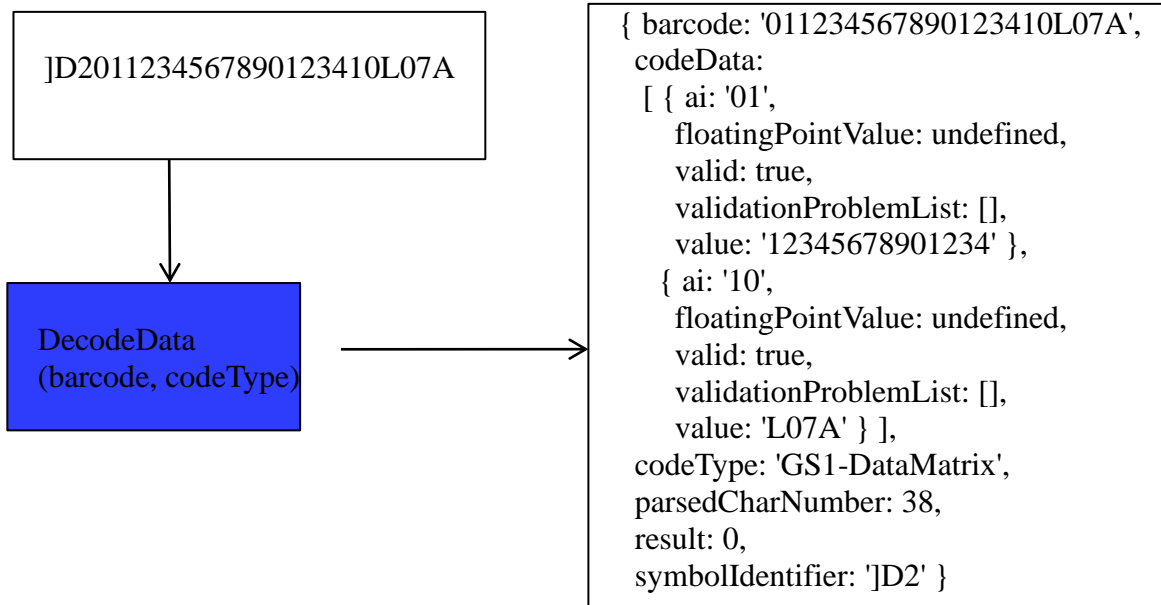 ]D2011234567890123410L07A
DecodeData
(barcode, codeType)
{ barcode: '011234567890123410L07A',
codeData:
[ { ai: '01',
floatingPointValue: undefined,
valid: true,
validationProblemList: [],
value: '12345678901234' },
{ ai: '10',
floatingPointValue: undefined,
valid: true,
validationProblemList: [],
value: 'L07A' } ],
codeType: 'GS1-DataMatrix',
parsedCharNumber: 38,
result: 0,
symbolIdentifier: ']D2' }